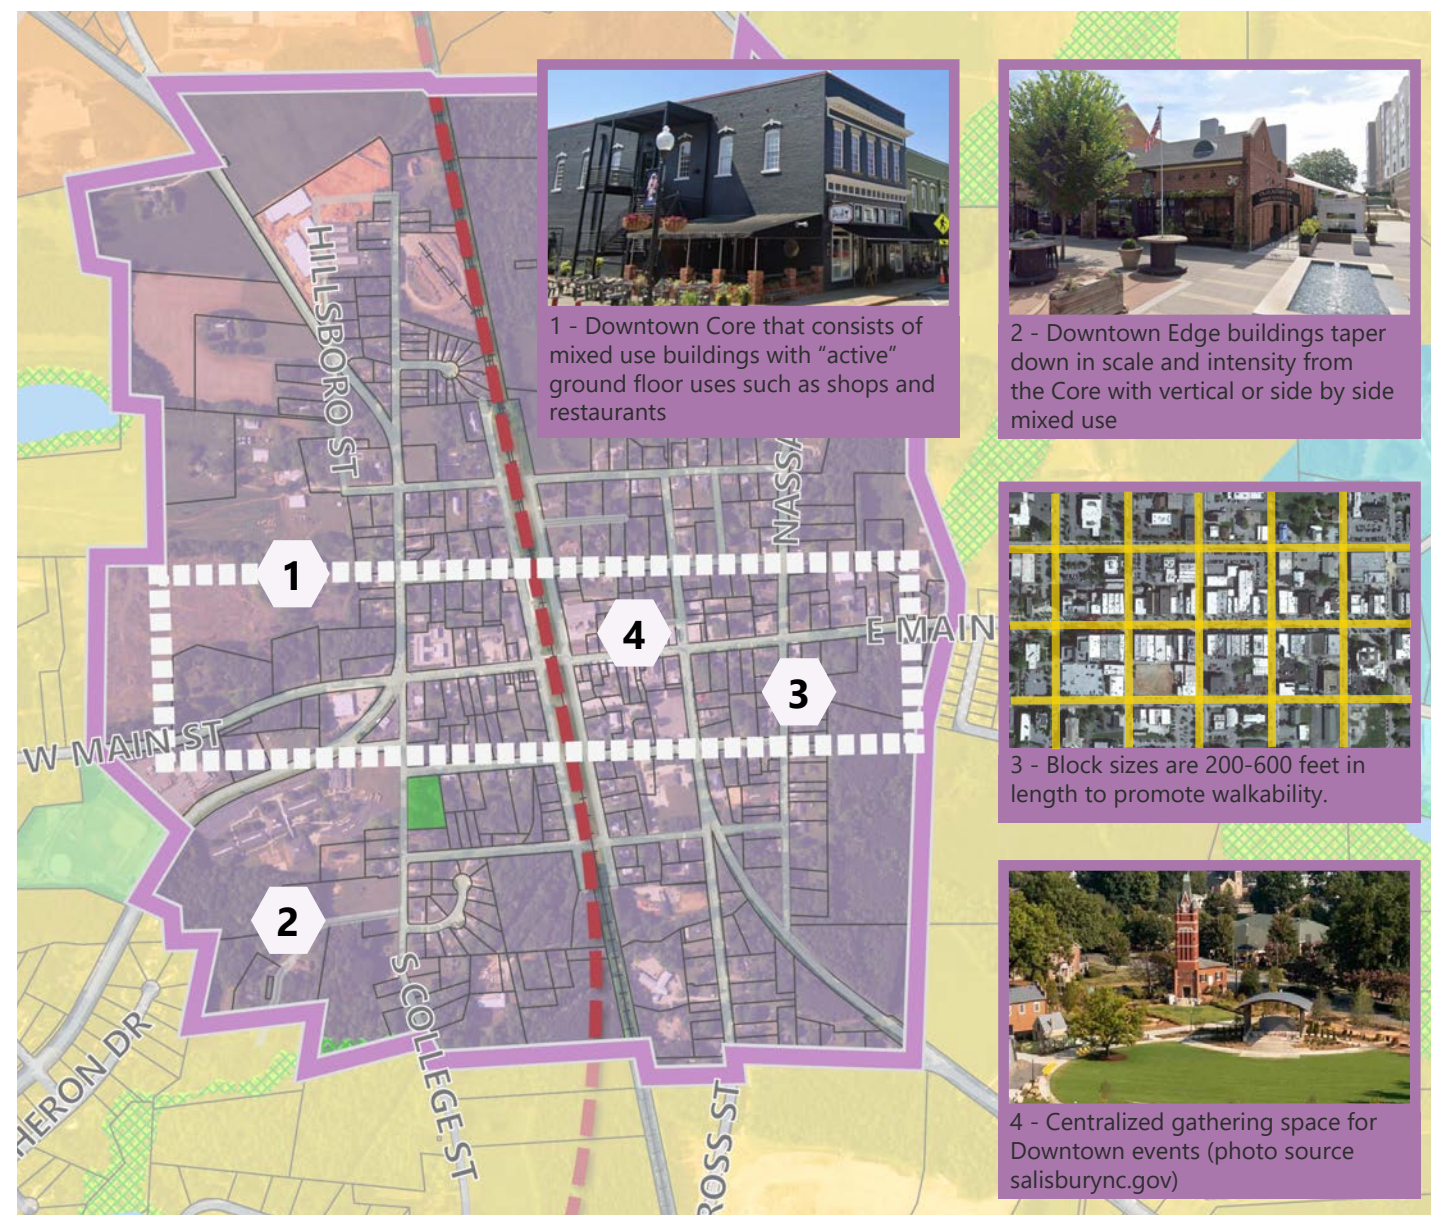 HILLSBORO ST
1 - Downtown Core that consists of
mixed use buildings with “active”
ground floor uses such as shops and
restaurants
2 - Downtown Edge buildings taper
down in scale and intensity from
the Core with vertical or side by side
mixed use
NASSA
1
4
E MAIN
3
W MAIN ST
3 - Block sizes are 200-600 feet in
length to promote walkability.
2
S COLLEGE ST
HERON DR
ROSS ST
4 - Centralized gathering space for
Downtown events (photo source
salisburync.gov)